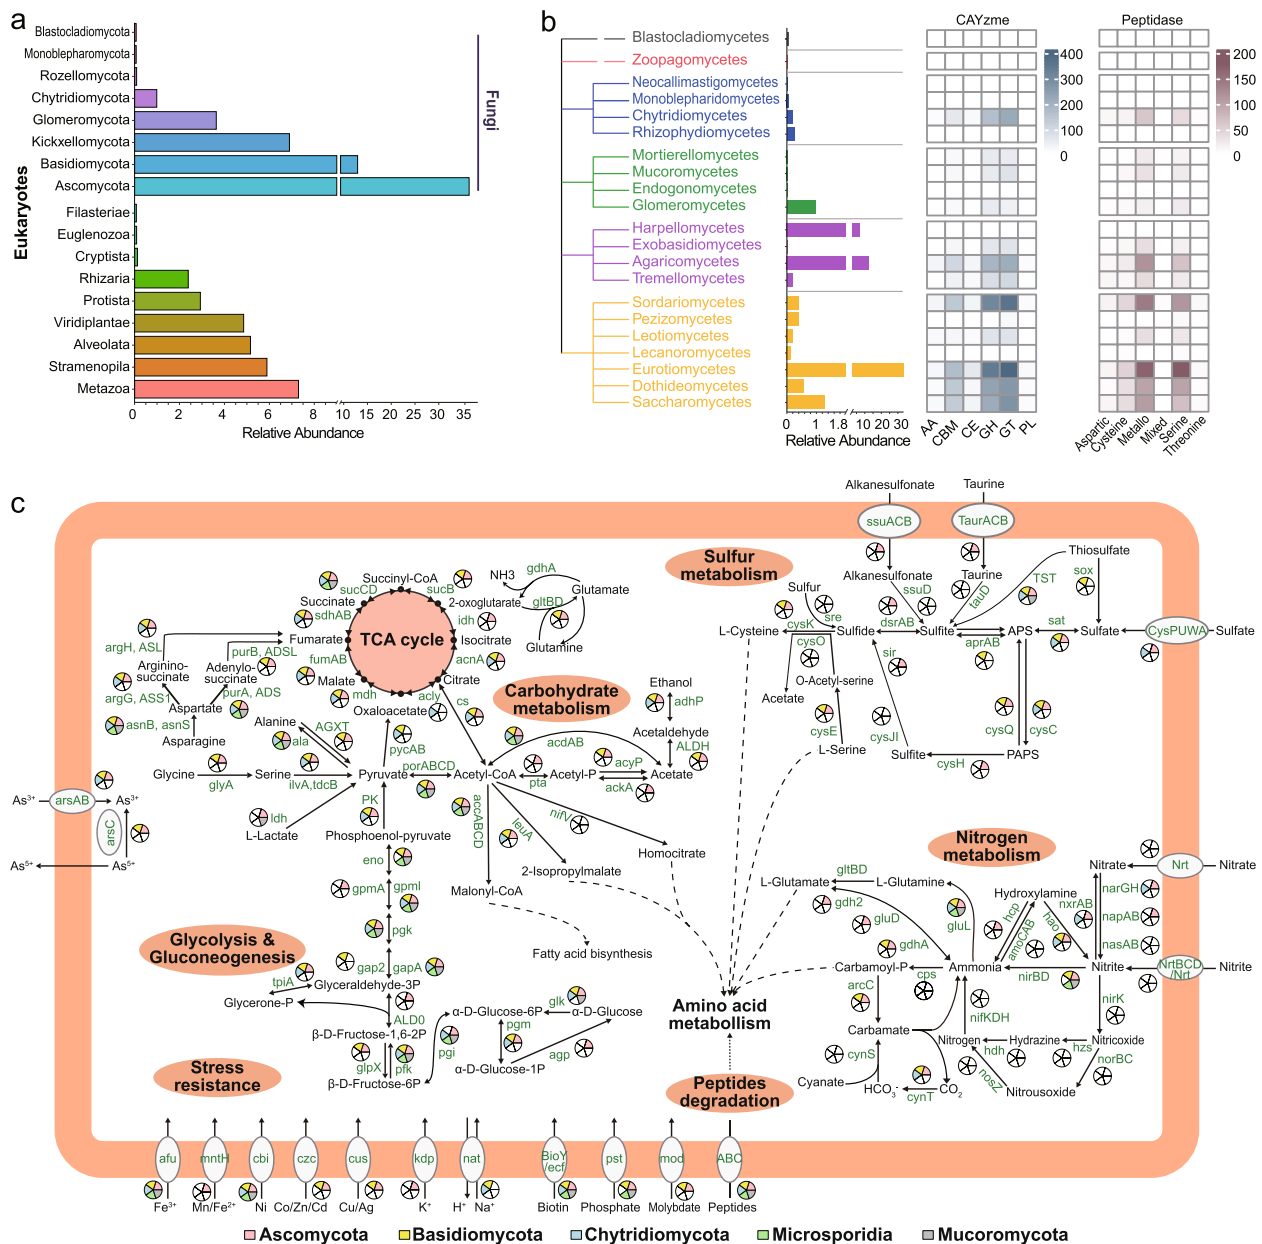 a
Blastocladiomycota
Monoblepharomycota
Rozellomycota
Chytridiomycota
Glomeromycota
Kickxellomycota
Basidiomycota
Ascomycota
Fungi
Eukaryotes
Filasteriae
Euglenozoa
Cryptista
Rhizaria
Protista
Viridiplantae
Alveolata
Stramenopila
Metazoa
0 2 4 6 8 10 15 20 25 30 35
Relative Abundance
b
Blastocladiomycetes
Zoopagomycetes
Neocallimastigomycetes
Monoblepharidomycetes
Chytridiomycetes
Rhizophydiomycetes
Mortierellomycetes
Mucoromycetes
Endogonomycetes
Glomeromycetes
Harpellomycetes
Exobasidiomycetes
Agaricomycetes
Tremellomycetes
Sordariomycetes
Pezizomycetes
Leotiomycetes
Lecanoromycetes
Eurotiomycetes
Dothideomycetes
Saccharomycetes
0 1 1.8 10 20 30
Relative Abundance
CAYzme
400
300
200
100
0
AA CBM CE GH GT PL
Peptidase
200
150
100
50
0
Aspartic Cysteine Metallo Mixed Serine Threonine
c
Alkanesulfonate Taurine
ssuACB TaurACB
Sulfur
metabolism
Thiosulfate
Alkanesulfonate Taurine
ssuD tauD TST sox
Sulfur
sre
L-Cysteine cysK Sulfide dsrAB Sulfite aprAB APS sat Sulfate CysPUWA Sulfate
cysO
sir
O-Acetyl-serine
Acetate
cysE
cysJI
L-Serine
Sulfite cysH PAPS
cysQ cysC
Succinyl-CoA
sucCD sucB
Succinate
sdhAB
Fumarate
fumAB
Malate
mdh
Oxaloacetate
TCA cycle
2-oxoglutarate
idh
Isocitrate
acnA
Citrate
acly
cs
NH3 gdhA Glutamate
gltBD
Glutamine
argH, ASL
purB, ADSL
Arginino-
succinate
Adenylo-
succinate
argG, ASS1
purA, ADS
Aspartate
asnB, asnS
Asparagine
Alanine AGXT
ala
Glycine glyA Serine ilvA,tdcB Pyruvate porABCD Acetyl-CoA pta Acetyl-P acyP ackA Acetate
pycAB
Carbohydrate
metabolism
Ethanol
adhP
Acetaldehyde
acdAB
ALDH
As3+ arsAB As3+
arsC
As5+ As5+
ldh
L-Lactate
PK
Phosphoenol-pyruvate
accABCD
leuA
nifV
Homocitrate
2-Isopropylmalate
Malonyl-CoA
Fatty acid bisynthesis
eno
gpmA gpmI
pgk
gap2 gapA
Glycolysis &
Gluconeogenesis
tpiA
Glyceraldehyde-3P
Glycerone-P
ALD0
β-D-Fructose-1,6-2P
glpX pfk
β-D-Fructose-6P
pgi
α-D-Glucose-6P glk α-D-Glucose
pgm
agp
α-D-Glucose-1P
Stress
resistance
Amino acid
metabollism
Peptides
degradation
Nitrogen
metabolism
gltBD
L-Glutamate L-Glutamine
gdh2
gluD
gluL
gdhA
Carbamoyl-P cps Ammonia nirBD Nitrite NrtBCD
/Nrt Nitrite
Hydroxylamine
hcp
amoCAB
hao
nxrAB
Nitrate Nrt Nitrate
narGH
napAB
nasAB
arcC
Carbamate
cynS
Cyanate
HCO3- cynT CO2
nifKDH
Nitrogen hdh Hydrazine hzs Nitricoxide
nirK
norBC
nosZ
Nitrousoxide
afu mntH cbi czc cus kdp nat BioY
/ecf pst mod ABC
Fe3+ Mn/Fe2+ Ni Co/Zn/Cd Cu/Ag K+ H+ Na+ Biotin Phosphate Molybdate Peptides
Ascomycota Basidiomycota Chytridiomycota Microsporidia Mucoromycota